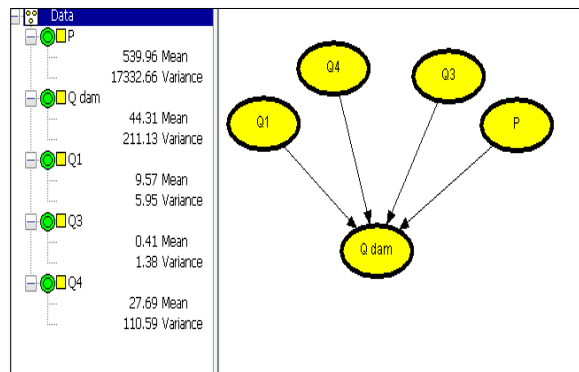 Data
P
539.96 Mean
17332.66 Variance
Q dam
44.31 Mean
211.13 Variance
Q1
9.57 Mean
5.95 Variance
Q3
0.41 Mean
1.38 Variance
Q4
27.69 Mean
110.59 Variance
Q4
Q3
Q1
P
Q dam